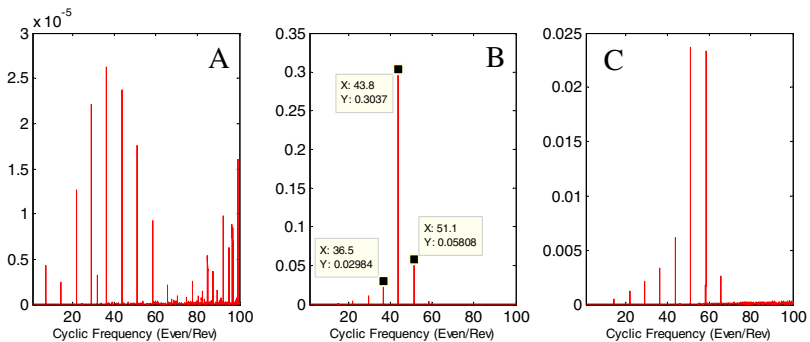 x 10⁻⁵
A
3
2.5
2
1.5
1
0.5
0
20 40 60 80 100
Cyclic Frequency (Even/Rev)
B
0.35
0.3
0.25
0.2
0.15
0.1
0.05
0
X: 43.8
Y: 0.3037
X: 51.1
Y: 0.05808
X: 36.5
Y: 0.02984
20 40 60 80 100
Cyclic Frequency (Even/Rev)
C
0.025
0.02
0.015
0.01
0.005
0
20 40 60 80 100
Cyclic Frequency (Even/Rev)